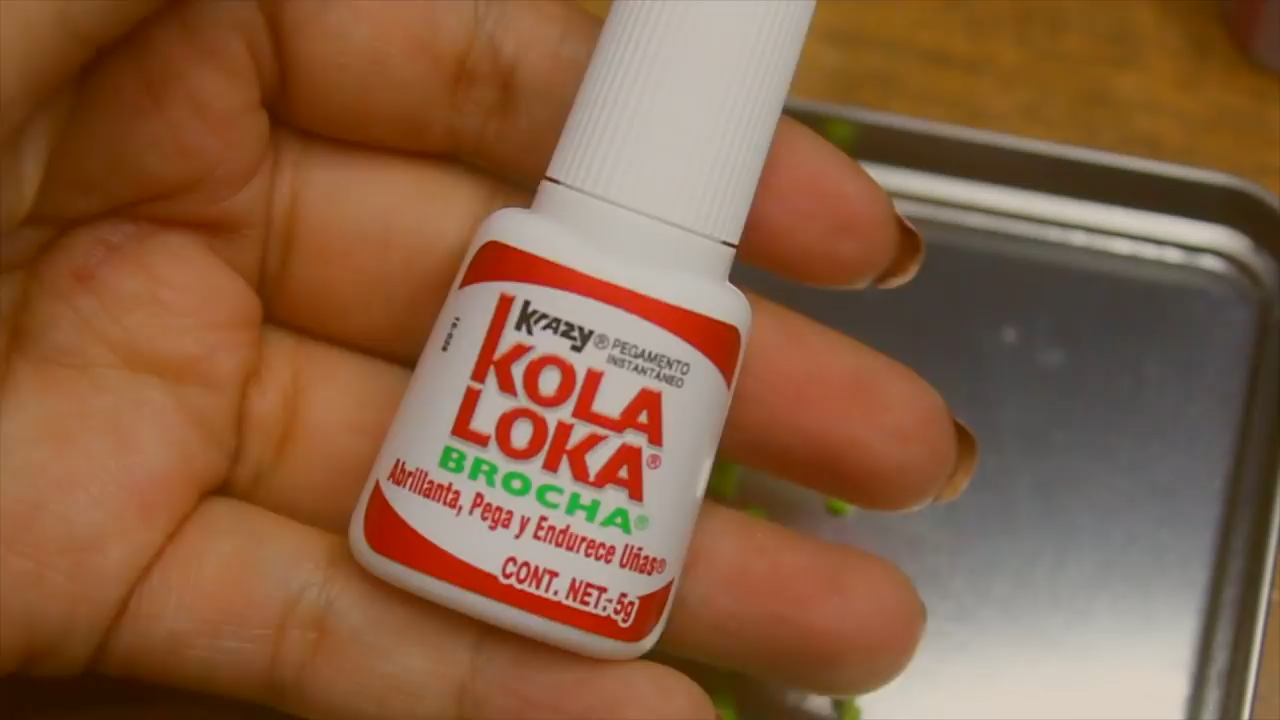 Krazy® PEGAMENTO
INSTANTÁNEO
KOLA
LOKA®
BROCHA®
Abrillanta, Pega y Endurece Uñas®
CONT. NET. 5g